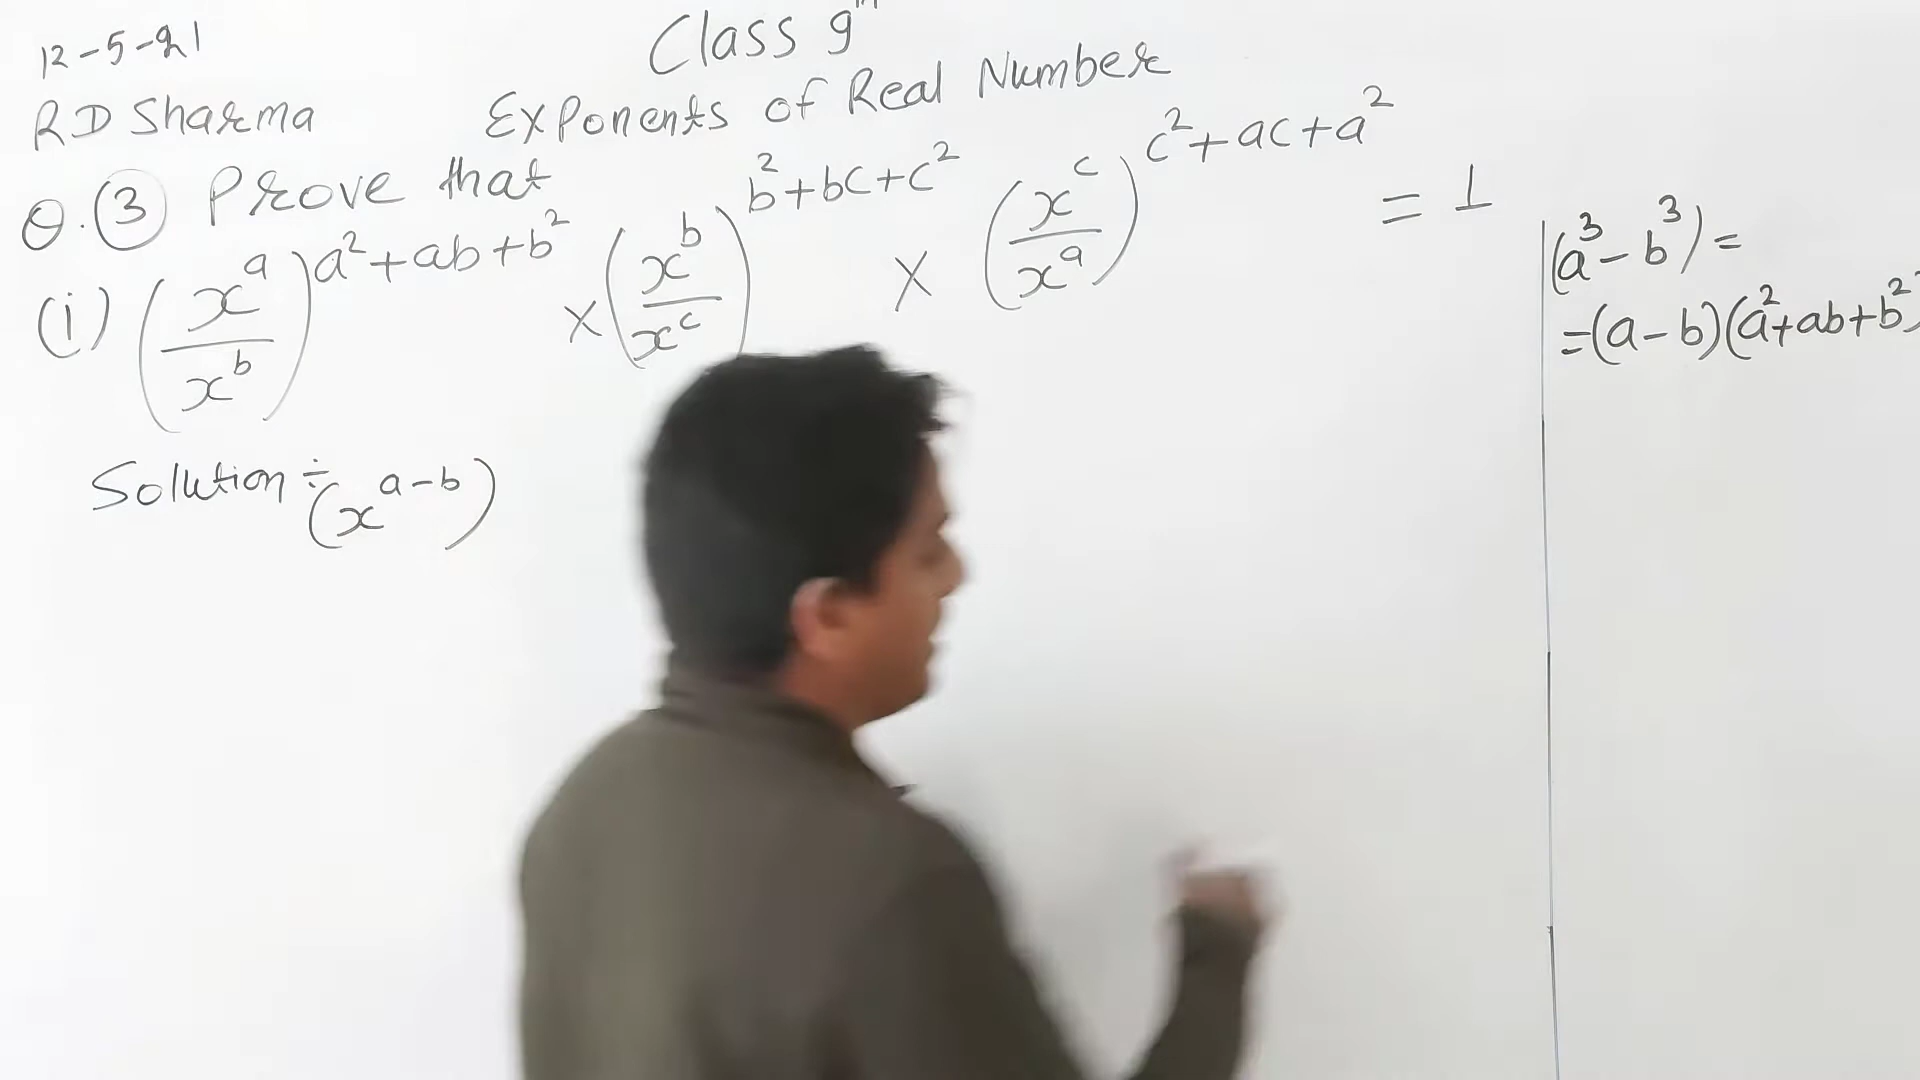 12-5-21
Class 9th
RD Sharma
Exponents of Real Number
Q. (3) Prove that
(i) (x^a/x^b)^a²+ab+b² × (x^b/x^c)^b²+bc+c² × (x^c/x^a)^c²+ac+a² = 1
Solution ÷ (x^a-b)
(a³-b³) =
=(a-b)(a²+ab+b²)